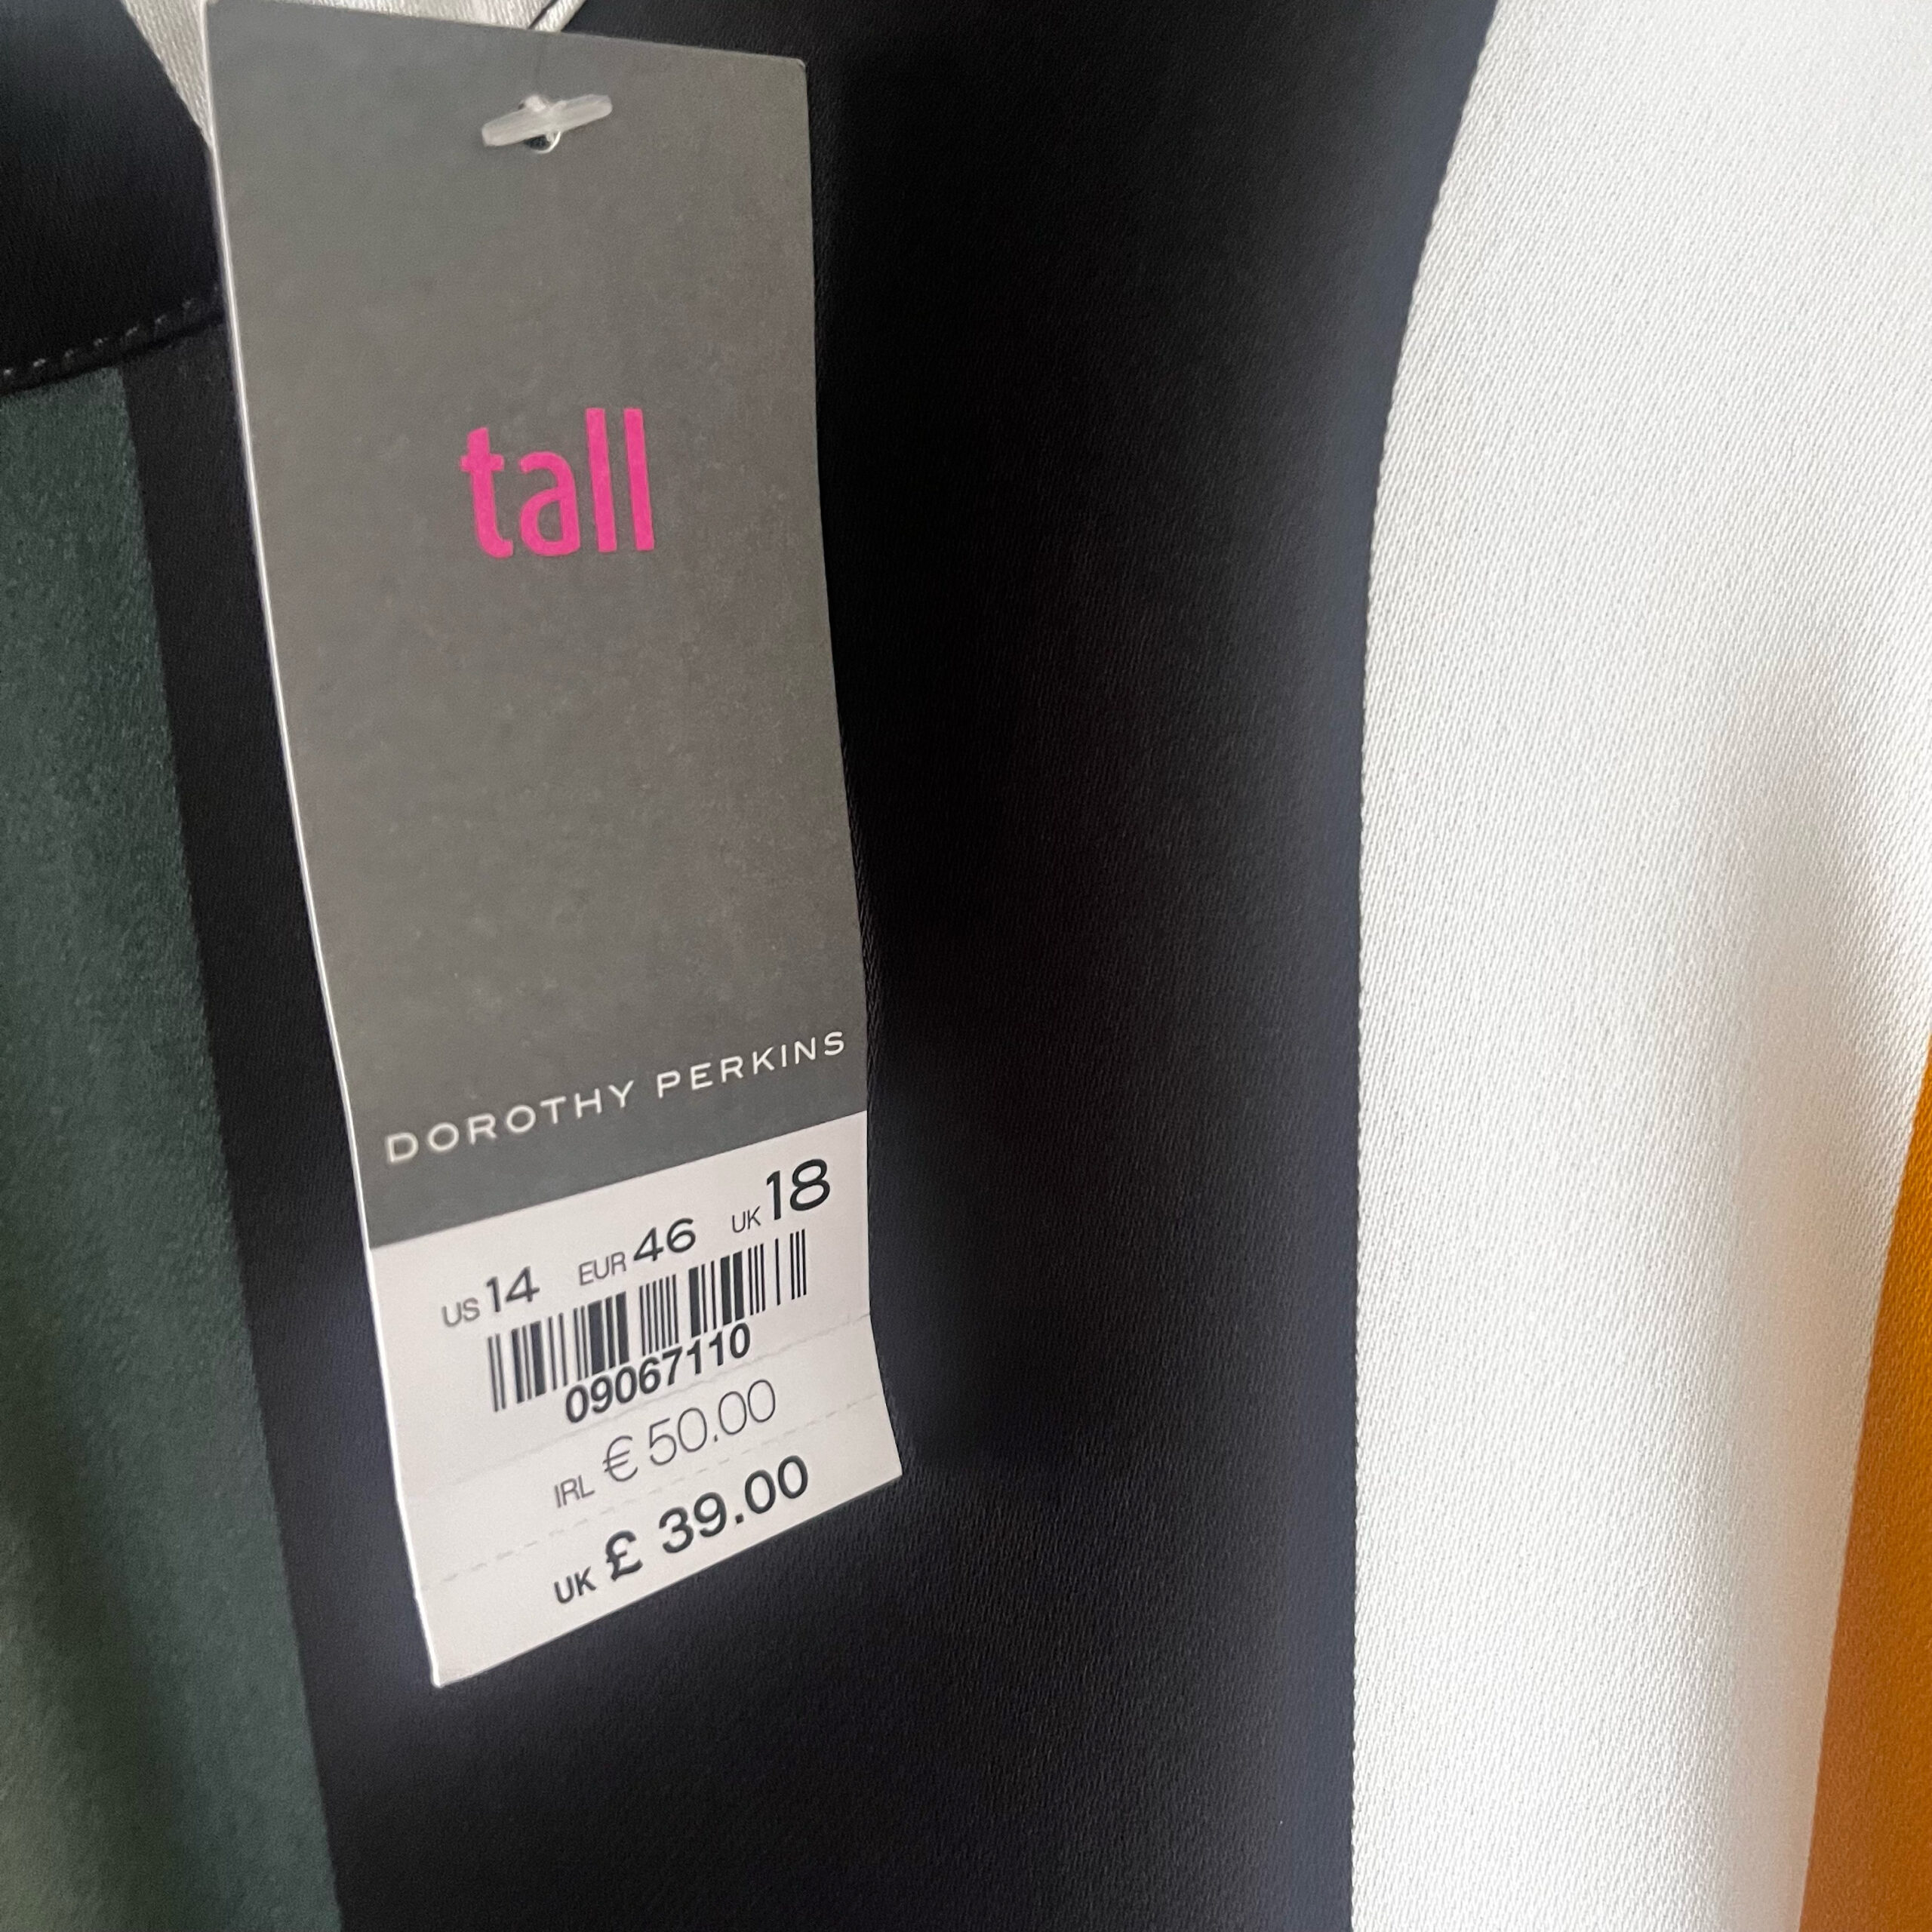 tall
DOROTHY PERKINS
US 14 EUR 46 UK 18
09067110
IRL € 50.00
UK £ 39.00